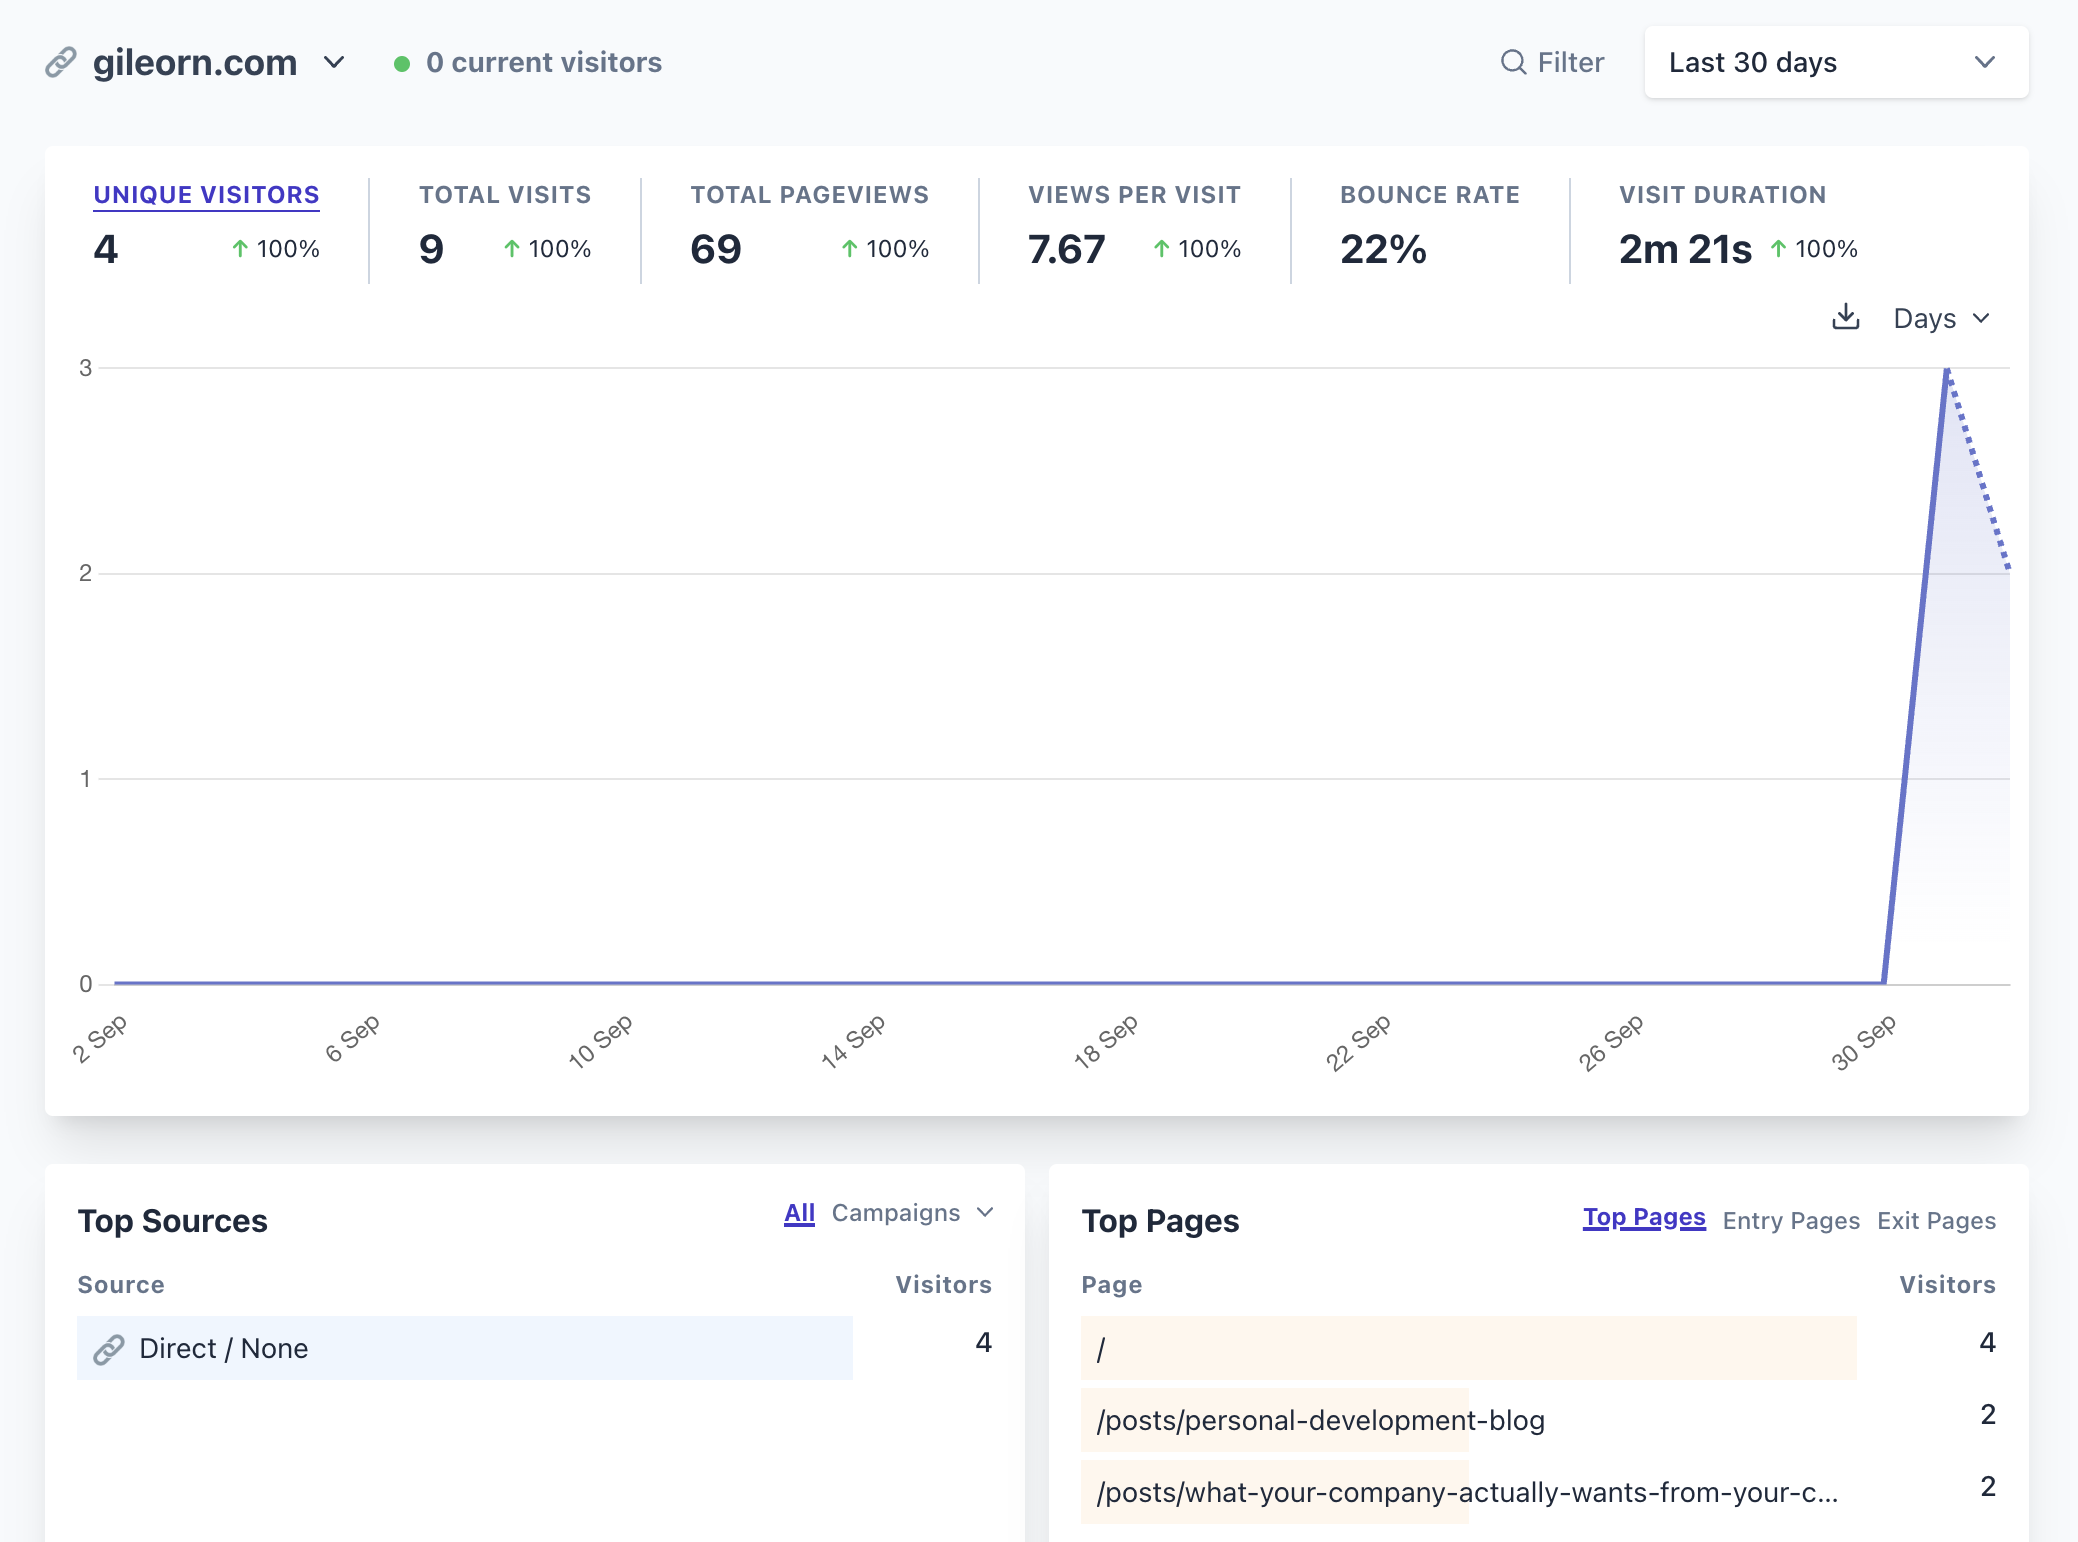 gileorn.com
0 current visitors
Filter
Last 30 days
UNIQUE VISITORS
4 ↑ 100%
TOTAL VISITS
9 ↑ 100%
TOTAL PAGEVIEWS
69 ↑ 100%
VIEWS PER VISIT
7.67 ↑ 100%
BOUNCE RATE
22%
VISIT DURATION
2m 21s ↑ 100%
Days
3
2
1
0
2 Sep
6 Sep
10 Sep
14 Sep
18 Sep
22 Sep
26 Sep
30 Sep
Top Sources
All Campaigns
Source Visitors
Direct / None 4
Top Pages
Top Pages Entry Pages Exit Pages
Page Visitors
/ 4
/posts/personal-development-blog 2
/posts/what-your-company-actually-wants-from-your-c... 2